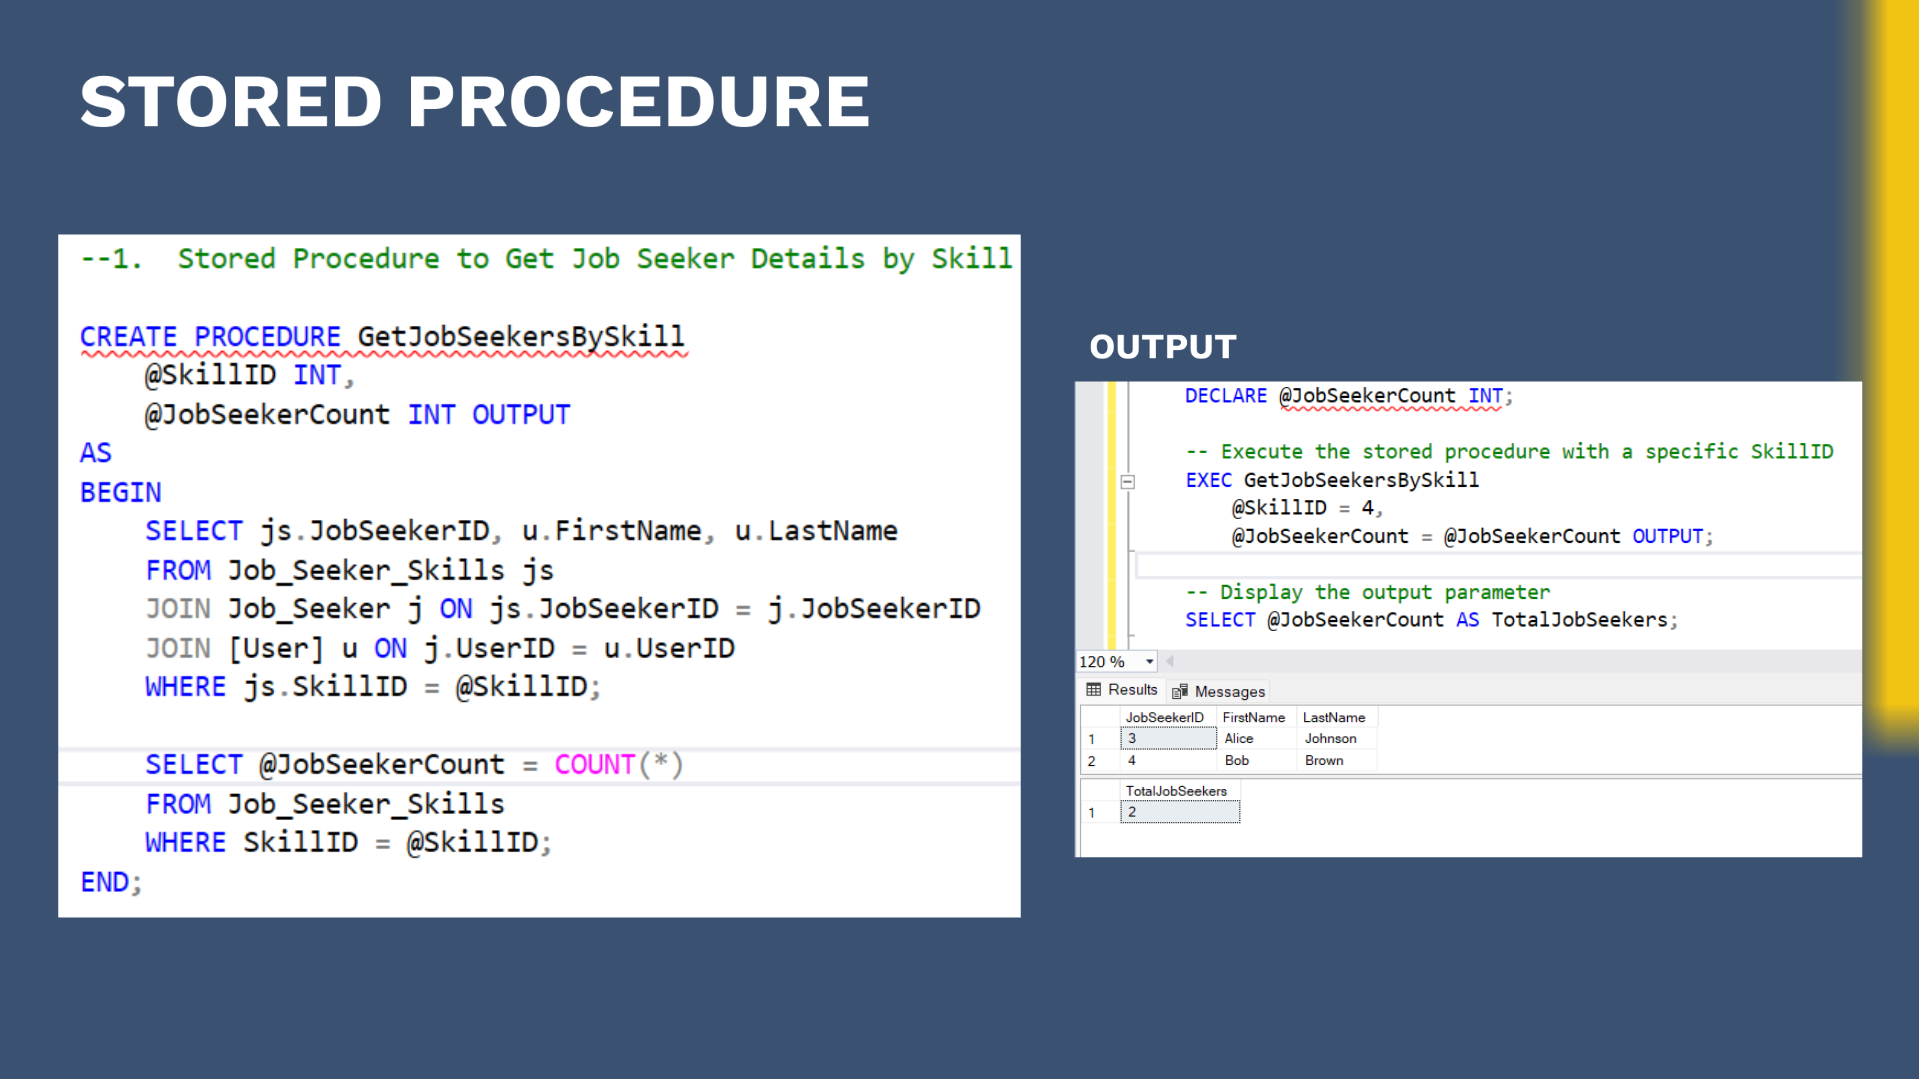 STORED PROCEDURE
--1.  Stored Procedure to Get Job Seeker Details by Skill
CREATE PROCEDURE GetJobSeekersBySkill
@SkillID INT,
@JobSeekerCount INT OUTPUT
AS
BEGIN
SELECT js.JobSeekerID, u.FirstName, u.LastName
FROM Job_Seeker_Skills js
JOIN Job_Seeker j ON js.JobSeekerID = j.JobSeekerID
JOIN [User] u ON j.UserID = u.UserID
WHERE js.SkillID = @SkillID;
SELECT @JobSeekerCount = COUNT(*)
FROM Job_Seeker_Skills
WHERE SkillID = @SkillID;
END;
OUTPUT
DECLARE @JobSeekerCount INT;
-- Execute the stored procedure with a specific SkillID
EXEC GetJobSeekersBySkill
@SkillID = 4,
@JobSeekerCount = @JobSeekerCount OUTPUT;
-- Display the output parameter
SELECT @JobSeekerCount AS TotalJobSeekers;
120 %
Results Messages
JobSeekerID FirstName LastName
1 3 Alice Johnson
2 4 Bob Brown
TotalJobSeekers
1 2